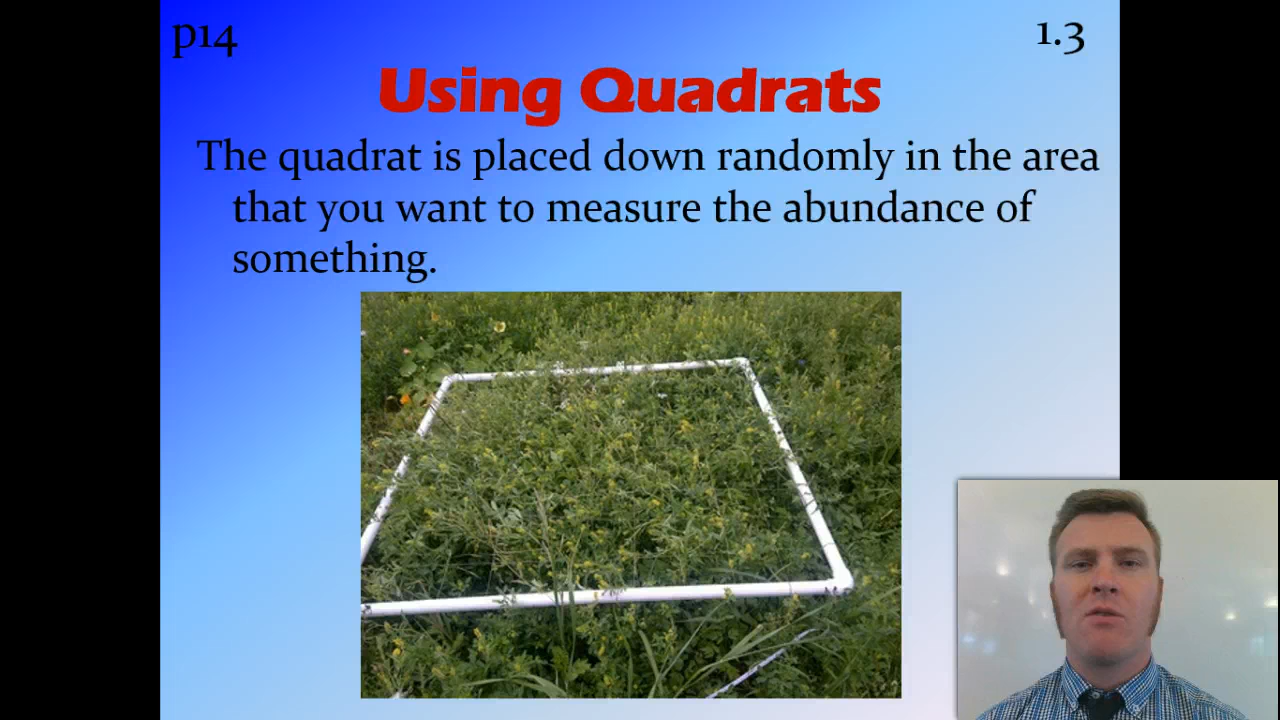 p14
1.3
Using Quadrats
The quadrat is placed down randomly in the area
that you want to measure the abundance of
something.